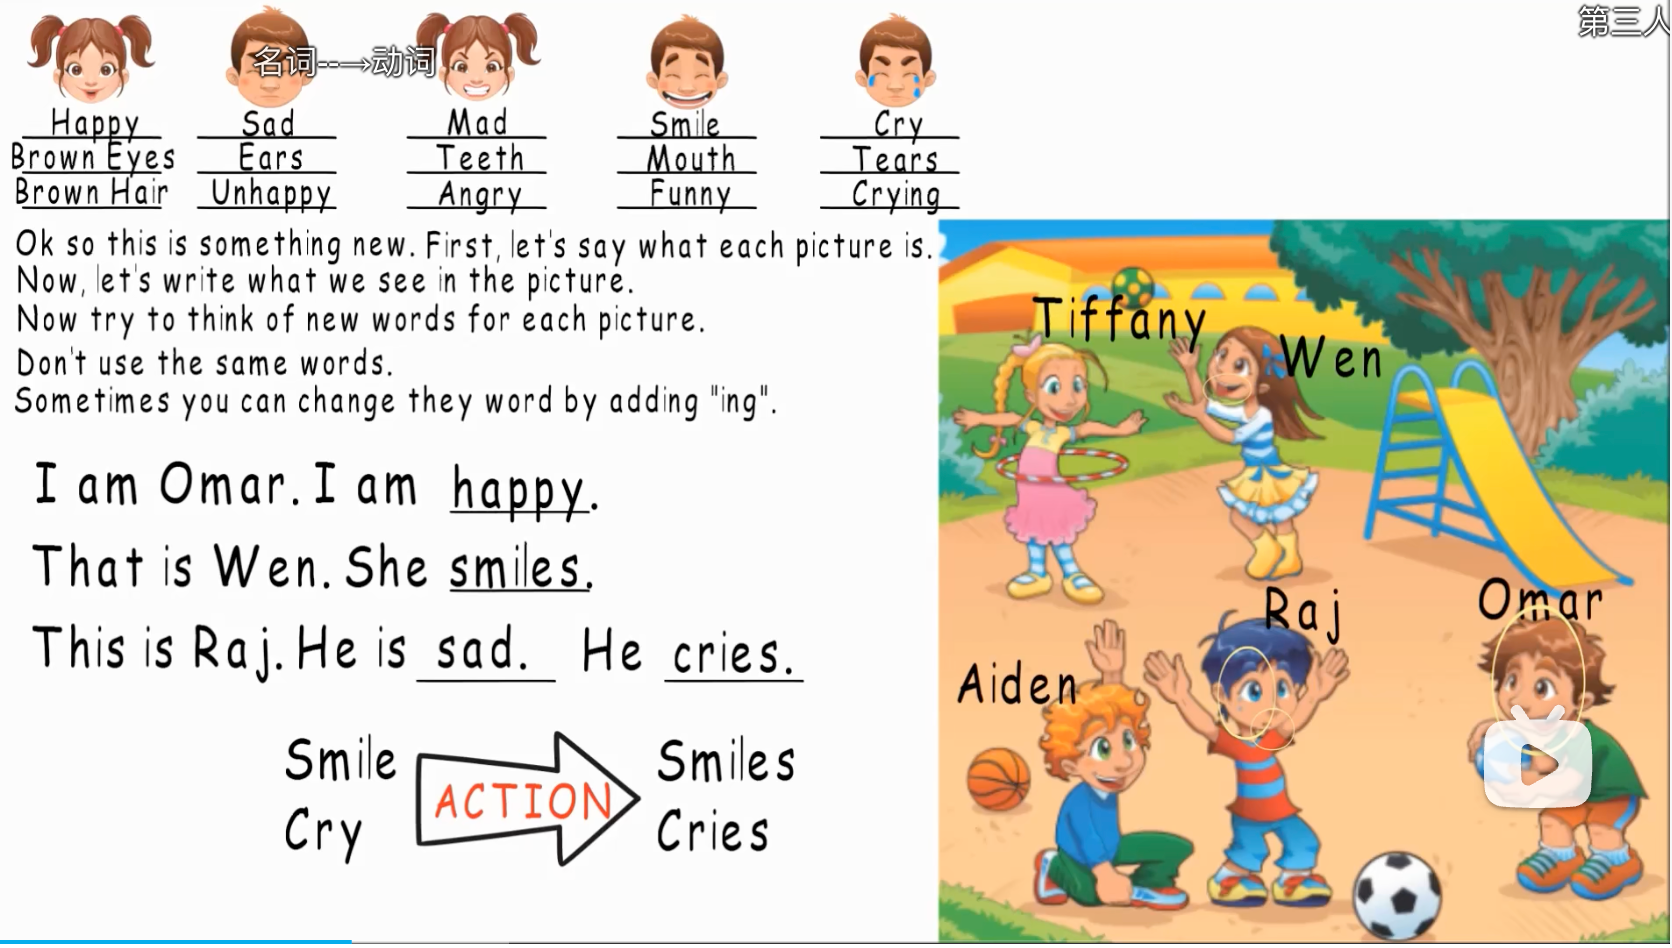 第三人
名词--→动词
Happy Sad Mad Smile Cry
Brown Eyes Ears Teeth Mouth Tears
Brown Hair Unhappy Angry Funny Crying
Ok so this is something new. First, let's say what each picture is.
Now, let's write what we see in the picture.
Now try to think of new words for each picture.
Don't use the same words.
Sometimes you can change they word by adding "ing".
I am Omar. I am happy.
That is Wen. She smiles.
This is Raj. He is sad. He cries.
Smile
Cry
ACTION
Smiles
Cries
Tiffany
Wen
Raj
Omar
Aiden